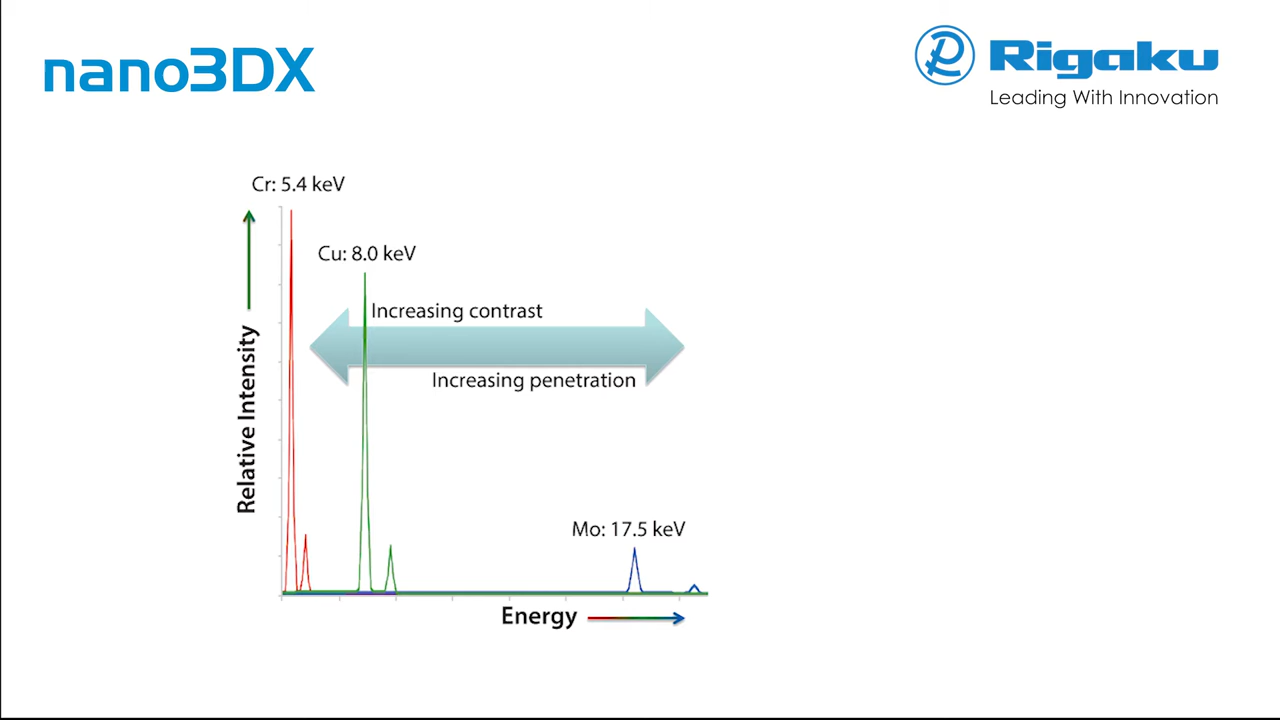 nano3DX
Rigaku
Leading With Innovation
Cr: 5.4 keV
Cu: 8.0 keV
Increasing contrast
Increasing penetration
Relative Intensity
Mo: 17.5 keV
Energy